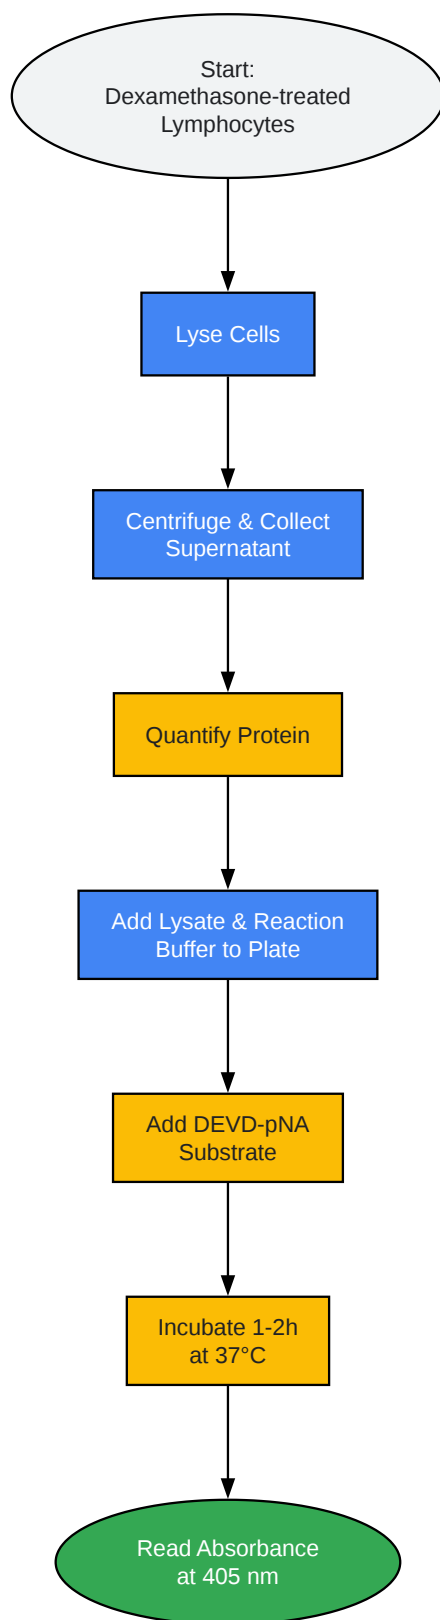 Start:
Dexamethasone-treated
Lymphocytes
Lyse Cells
Centrifuge & Collect
Supernatant
Quantify Protein
Add Lysate & Reaction
Buffer to Plate
Add DEVD-pNA
Substrate
Incubate 1-2h
at 37°C
Read Absorbance
at 405 nm